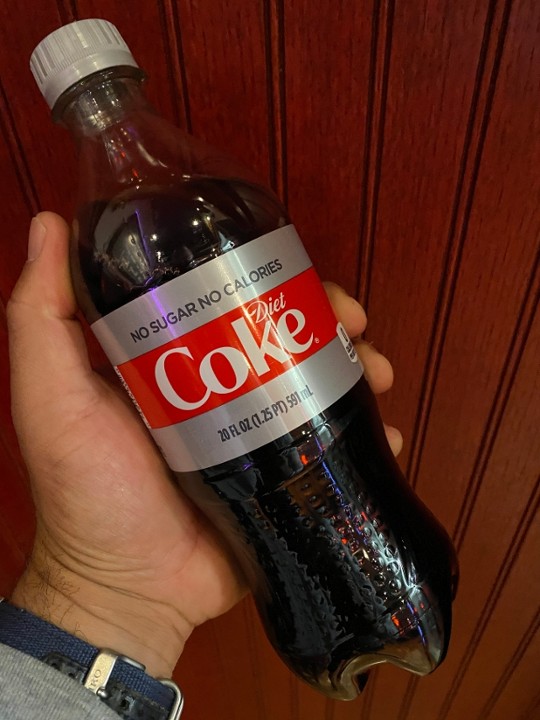 NO SUGAR NO CALORIES
Diet
Coke®
20 FL OZ (1.25 PT) 591 mL